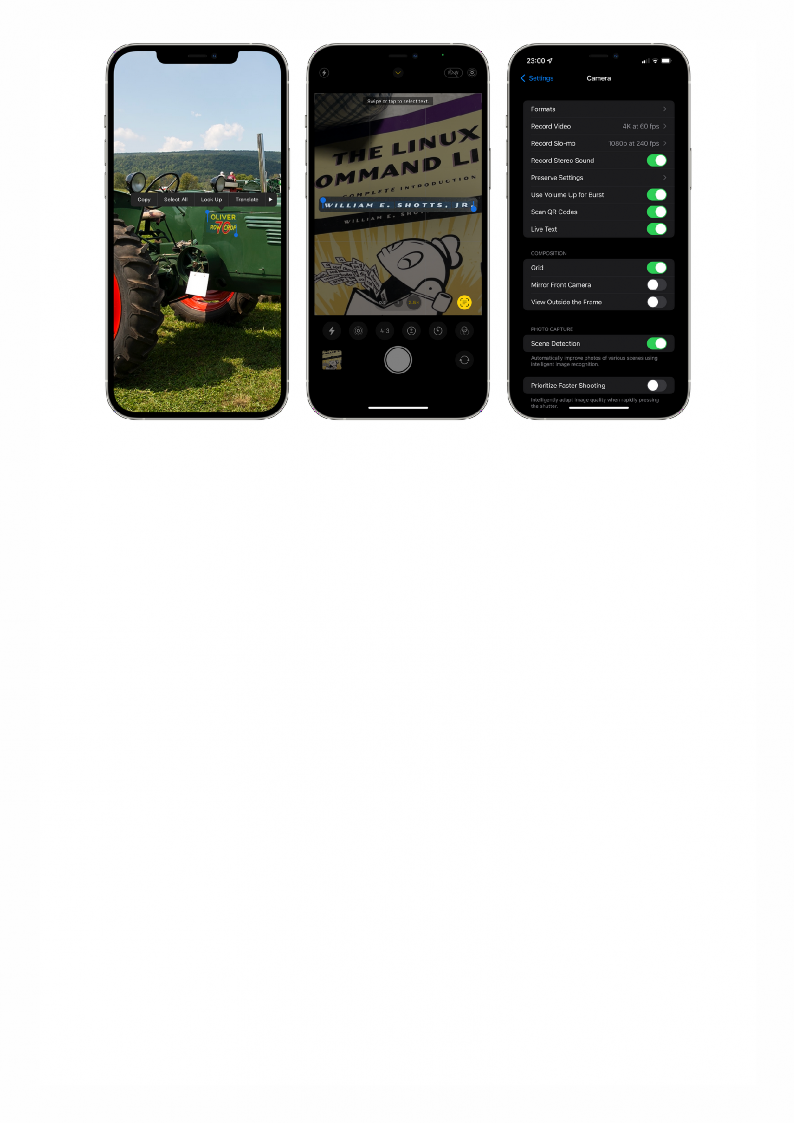 Copy Select All Look Up Translate
OLIVER
70
ROW CROP
Swipe or tap to select text.
THE LINUX
OMMAND LI
COMPLETE INTRODUCTION
WILLIAM E. SHOTTS, JR.
WILLIAM E. SHO
4:3
23:00
Settings Camera
Formats
Record Video 4K at 60 fps
Record Slo-mo 1080p at 240 fps
Record Stereo Sound
Preserve Settings
Use Volume Up for Burst
Scan QR Codes
Live Text
COMPOSITION
Grid
Mirror Front Camera
View Outside the Frame
PHOTO CAPTURE
Scene Detection
Automatically improve photos of various scenes using
intelligent image recognition.
Prioritize Faster Shooting
Intelligently adapt image quality when rapidly pressing
the shutter.